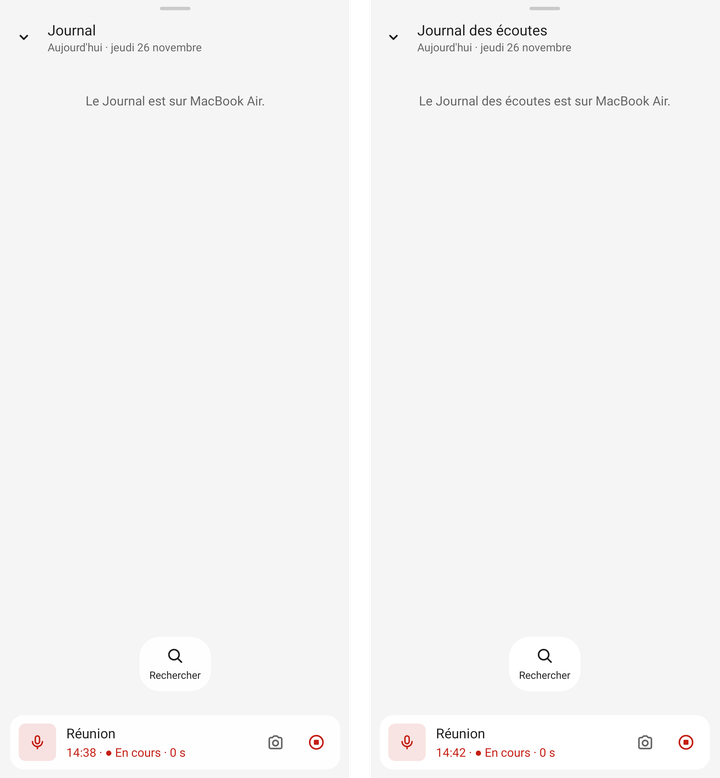 Journal
Aujourd'hui · jeudi 26 novembre
Le Journal est sur MacBook Air.
Rechercher
Réunion
14:38 · ● En cours · 0 s
Journal des écoutes
Aujourd'hui · jeudi 26 novembre
Le Journal des écoutes est sur MacBook Air.
Rechercher
Réunion
14:42 · ● En cours · 0 s